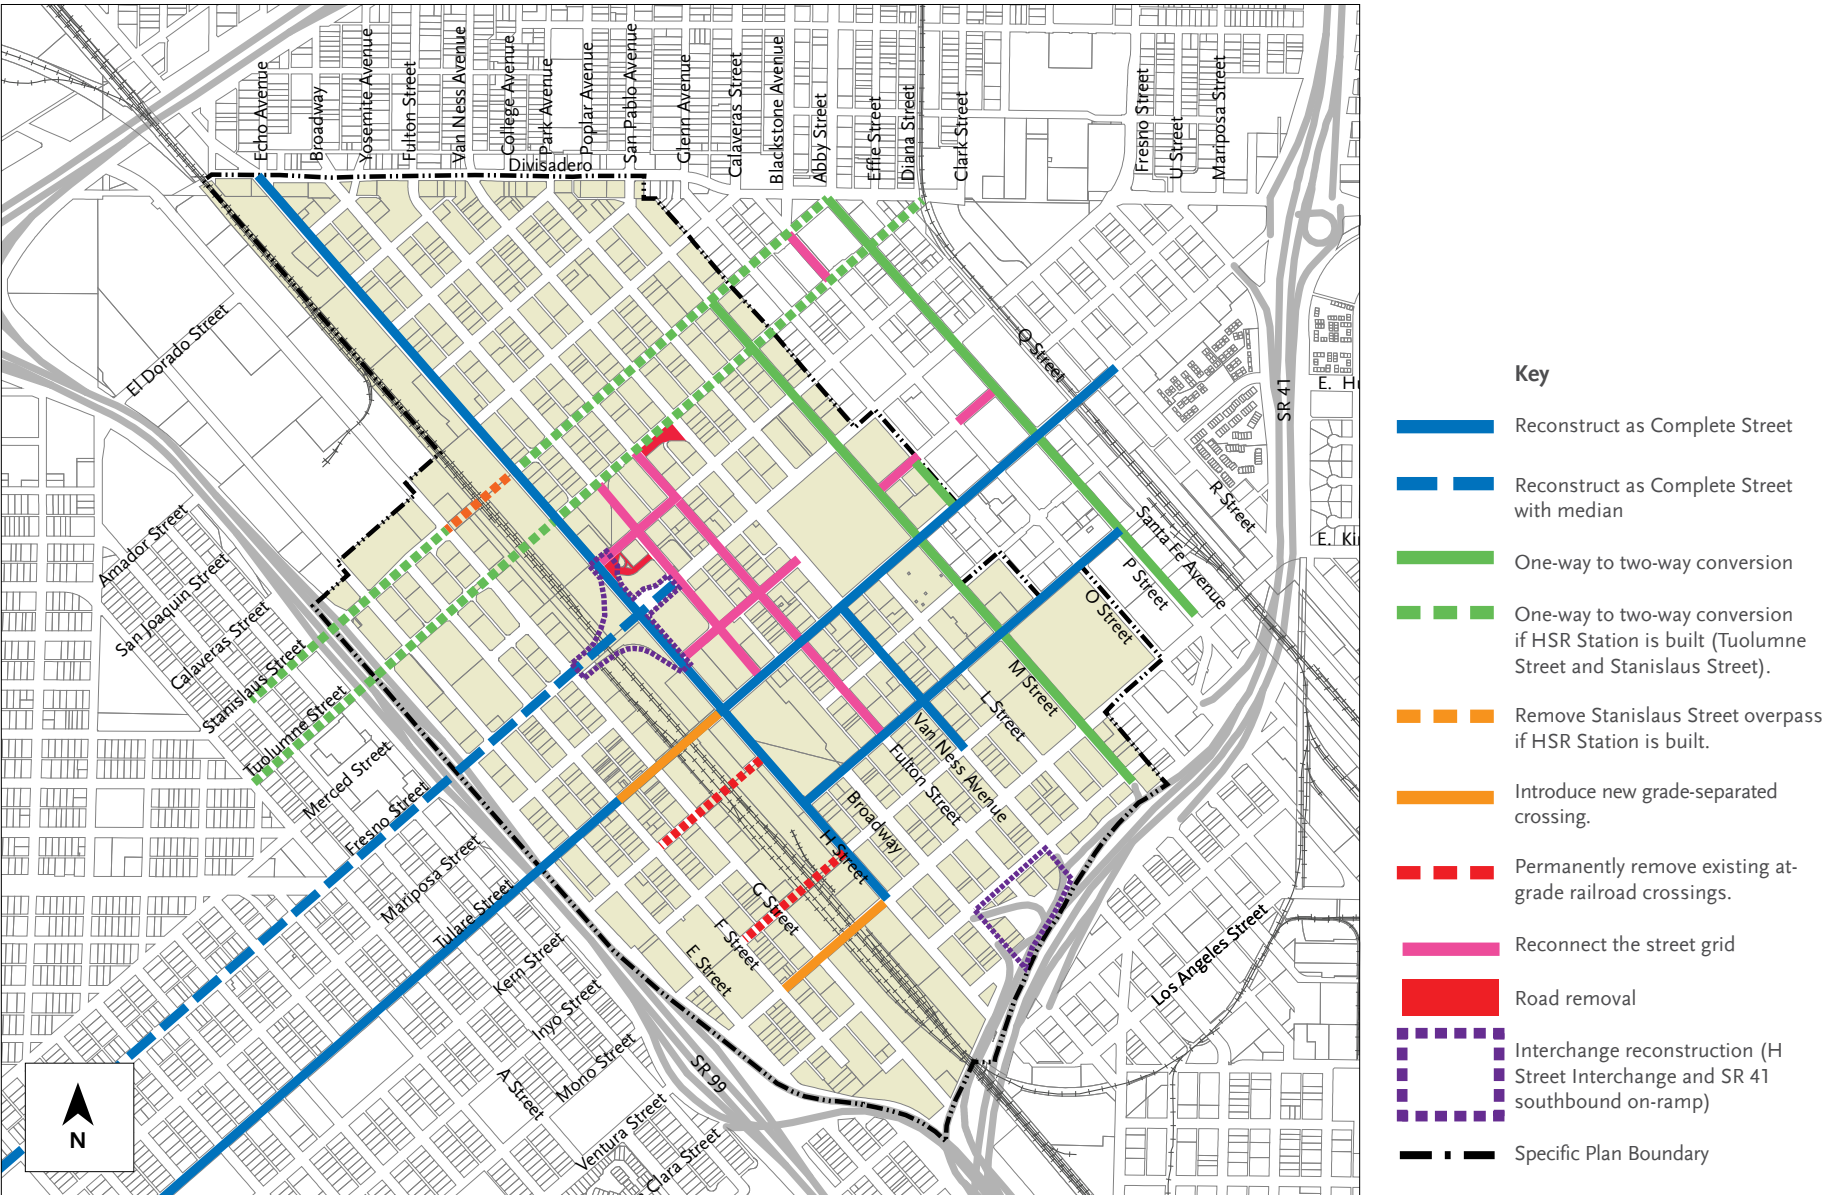 Echo Avenue
Broadway
Yosemite Avenue
Fulton Street
Van Ness Avenue
College Avenue
Park Avenue
Poplar Avenue
San Pablo Avenue
Glenn Avenue
Calaveras Street
Blackstone Avenue
Abby Street
Effie Street
Diana Street
Clark Street
Fresno Street
U Street
Mariposa Street
Divisadero
El Dorado Street
Q Street
SR 41
E. Hu
R Street
Santa Fe Avenue
E. Ki
P Street
O Street
Amador Street
San Joaquin Street
Calaveras Street
Stanislaus Street
Tuolumne Street
Merced Street
Fresno Street
Mariposa Street
Tulare Street
Kern Street
Inyo Street
Mono Street
Ventura Street
Clara Street
A Street
SR 99
M Street
L Street
Van Ness Avenue
Fulton Street
Broadway
H Street
G Street
F Street
E Street
Los Angeles Street
N
Key
Reconstruct as Complete Street
Reconstruct as Complete Street
with median
One-way to two-way conversion
One-way to two-way conversion
if HSR Station is built (Tuolumne
Street and Stanislaus Street).
Remove Stanislaus Street overpass
if HSR Station is built.
Introduce new grade-separated
crossing.
Permanently remove existing at-
grade railroad crossings.
Reconnect the street grid
Road removal
Interchange reconstruction (H
Street Interchange and SR 41
southbound on-ramp)
Specific Plan Boundary